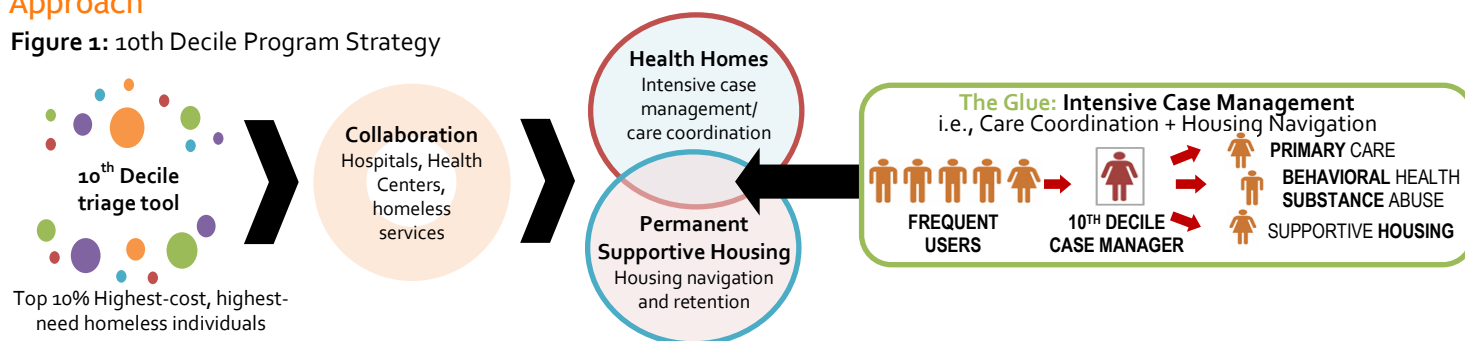 Approach
Figure 1: 10th Decile Program Strategy
10th Decile
triage tool
Top 10% Highest-cost, highest-
need homeless individuals
Collaboration
Hospitals, Health
Centers,
homeless
services
Health Homes
Intensive case
management/
care coordination
Permanent
Supportive Housing
Housing navigation
and retention
The Glue: Intensive Case Management
i.e., Care Coordination + Housing Navigation
FREQUENT
USERS
10TH DECILE
CASE MANAGER
PRIMARY CARE
BEHAVIORAL HEALTH
SUBSTANCE ABUSE
SUPPORTIVE HOUSING